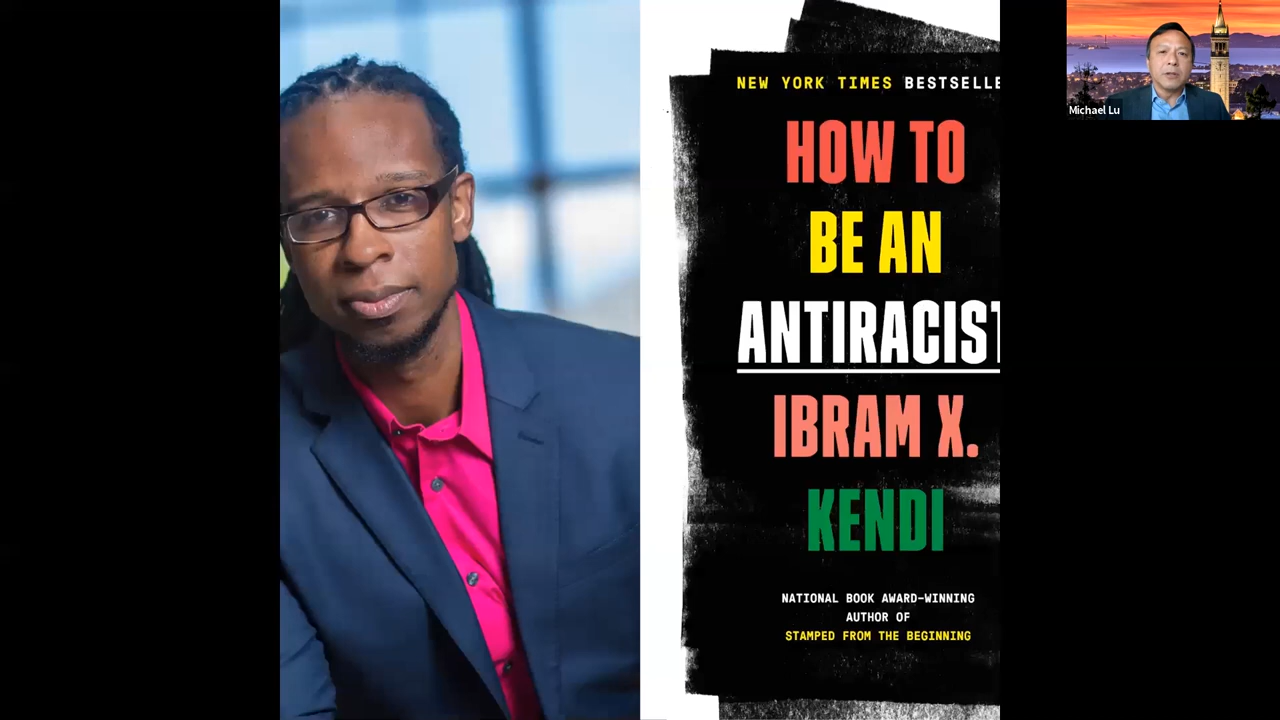 NEW YORK TIMES BESTSELLE
HOW TO
BE AN
ANTIRACIST
IBRAM X.
KENDI
NATIONAL BOOK AWARD-WINNING
AUTHOR OF
STAMPED FROM THE BEGINNING
Michael Lu